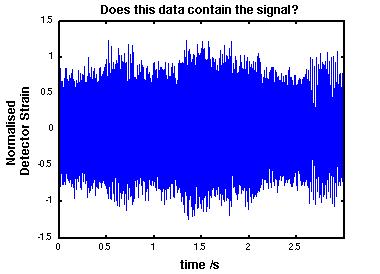 Does this data contain the signal?
1.5
1
0.5
0
-0.5
-1
-1.5
Normalised
Detector Strain
0 0.5 1 1.5 2 2.5
time /s